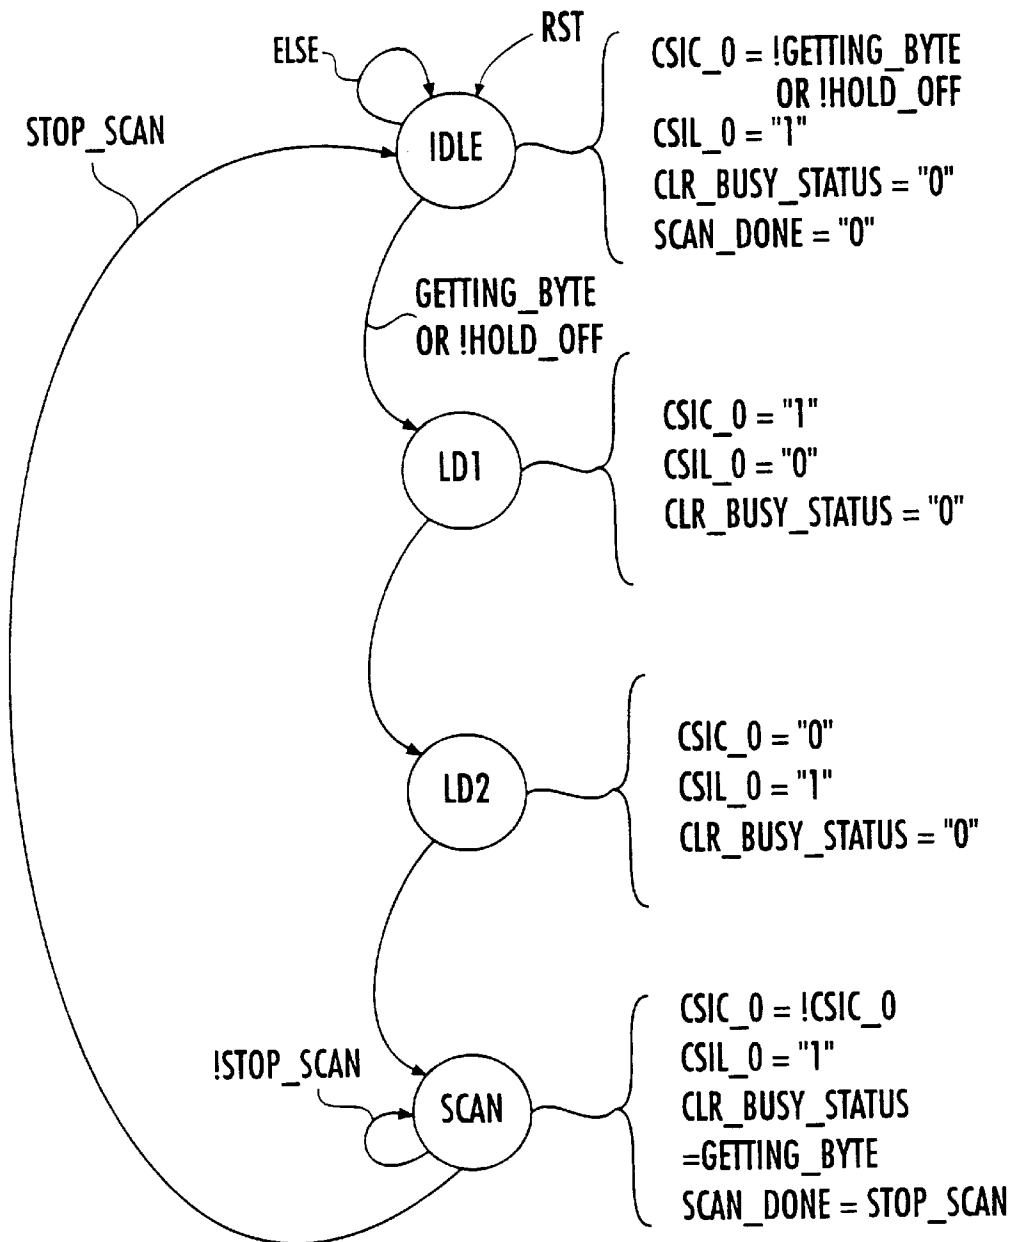 RST
ELSE
CSIC_0 = !GETTING_BYTE
OR !HOLD_OFF
CSIL_0 = "1"
CLR_BUSY_STATUS = "0"
SCAN_DONE = "0"
STOP_SCAN
IDLE
GETTING_BYTE
OR !HOLD_OFF
LD1
CSIC_0 = "1"
CSIL_0 = "0"
CLR_BUSY_STATUS = "0"
LD2
CSIC_0 = "0"
CSIL_0 = "1"
CLR_BUSY_STATUS = "0"
!STOP_SCAN
SCAN
CSIC_0 = !CSIC_0
CSIL_0 = "1"
CLR_BUSY_STATUS
=GETTING_BYTE
SCAN_DONE = STOP_SCAN